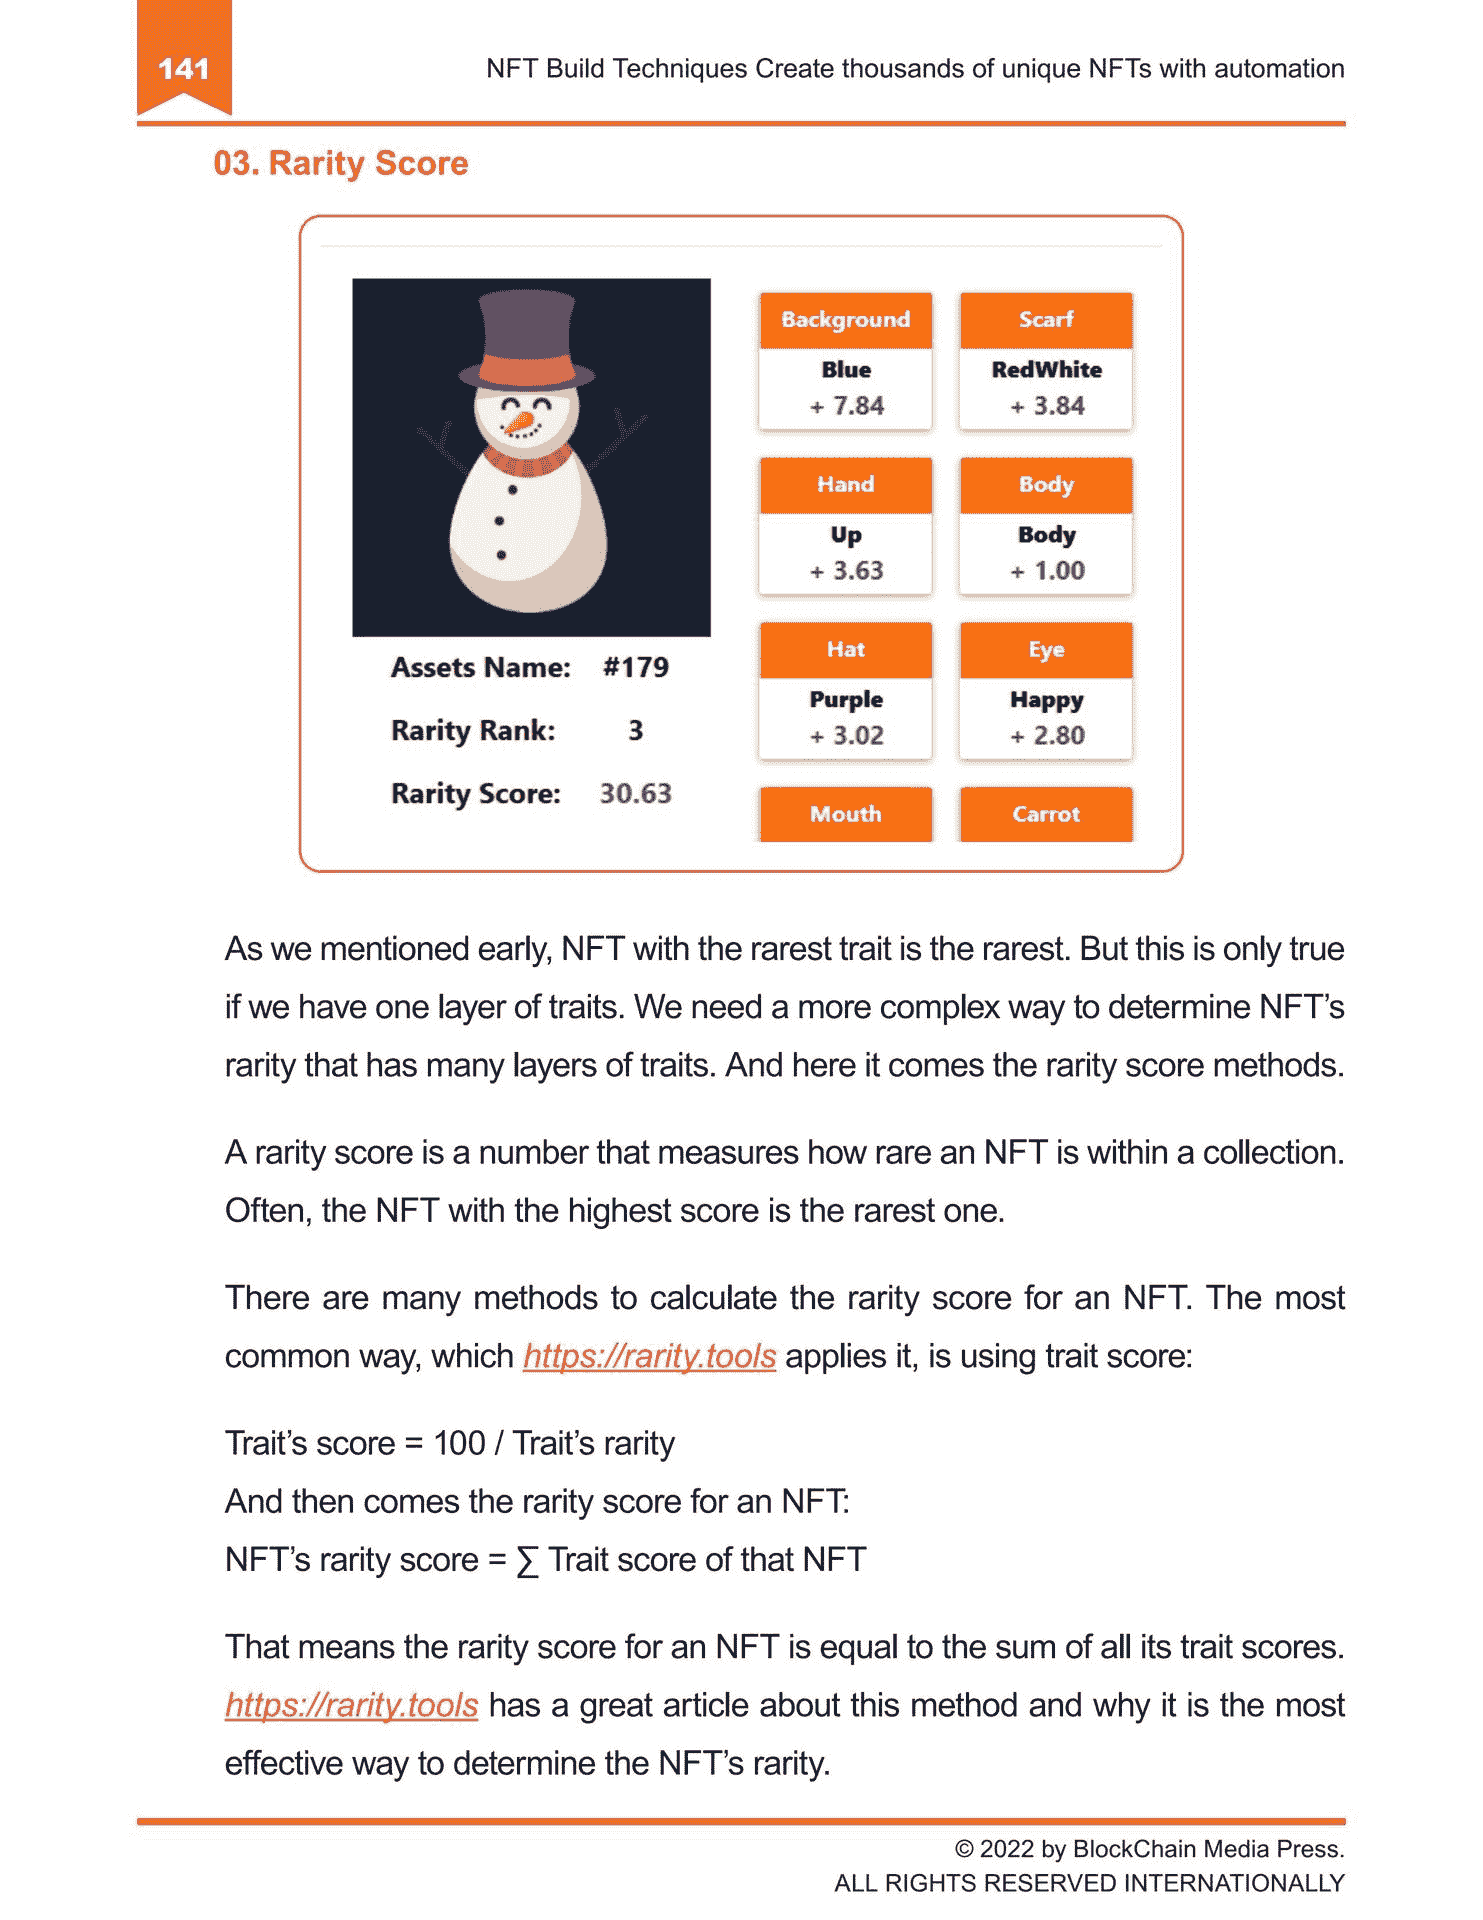 141
NFT Build Techniques Create thousands of unique NFTs with automation
03. Rarity Score
Background
Blue
+ 7.84
Scarf
RedWhite
+ 3.84
Hand
Up
+ 3.63
Body
Body
+ 1.00
Hat
Purple
+ 3.02
Eye
Happy
+ 2.80
Mouth
Carrot
Assets Name: #179
Rarity Rank: 3
Rarity Score: 30.63
As we mentioned early, NFT with the rarest trait is the rarest. But this is only true
if we have one layer of traits. We need a more complex way to determine NFT’s
rarity that has many layers of traits. And here it comes the rarity score methods.
A rarity score is a number that measures how rare an NFT is within a collection.
Often, the NFT with the highest score is the rarest one.
There are many methods to calculate the rarity score for an NFT. The most
common way, which https://rarity.tools applies it, is using trait score:
Trait’s score = 100 / Trait’s rarity
And then comes the rarity score for an NFT:
NFT’s rarity score = ∑ Trait score of that NFT
That means the rarity score for an NFT is equal to the sum of all its trait scores.
https://rarity.tools has a great article about this method and why it is the most
effective way to determine the NFT’s rarity.
© 2022 by BlockChain Media Press.
ALL RIGHTS RESERVED INTERNATIONALLY